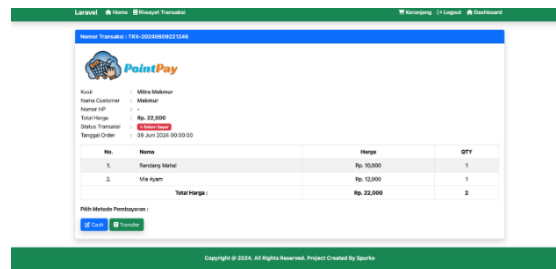 Laravel Home Riwayat Transaksi Keranjang Logout Dashboard
Nomor Transaksi : TRX-20240609221246
PointPay
Kasir : Mitra Makmur
Nama Customer : Makmur
Nomor HP : -
Total Harga : Rp. 22,000
Status Transaksi : Belum Bayar
Tanggal Order : 09 Juni 2024 00:00:00
No. Nama Harga QTY
1. Rendang Mahal Rp. 10,000 1
2. Mie Ayam Rp. 12,000 1
Total Harga : Rp. 22,000 2
Pilih Metode Pembayaran :
Cash Transfer
Copyright @ 2024. All Rights Reserved. Project Created By Spurko